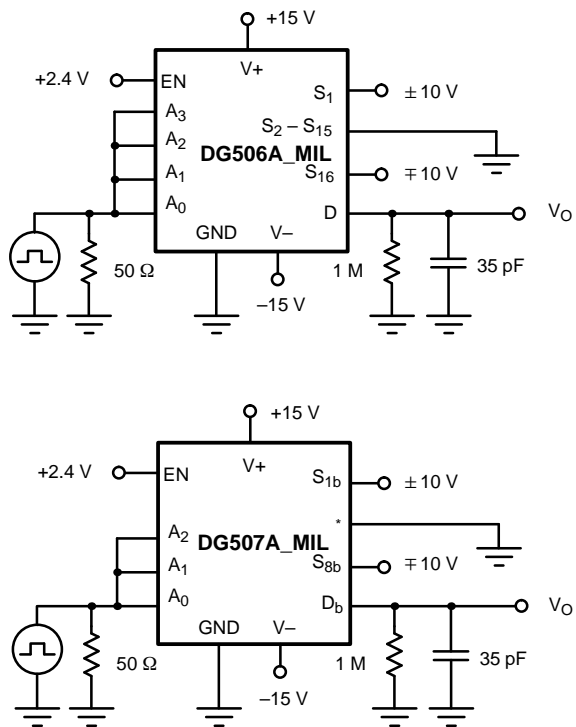 +15 V
+2.4 V
EN
V+
S1
±10 V
A3
A2
S2 – S15
DG506A_MIL
A1
S16
∓10 V
A0
D
VO
GND
V–
50 Ω
1 M
35 pF
–15 V
+15 V
+2.4 V
EN
V+
S1b
±10 V
A2
*
DG507A_MIL
A1
S8b
∓10 V
A0
Db
VO
GND
V–
50 Ω
1 M
35 pF
–15 V